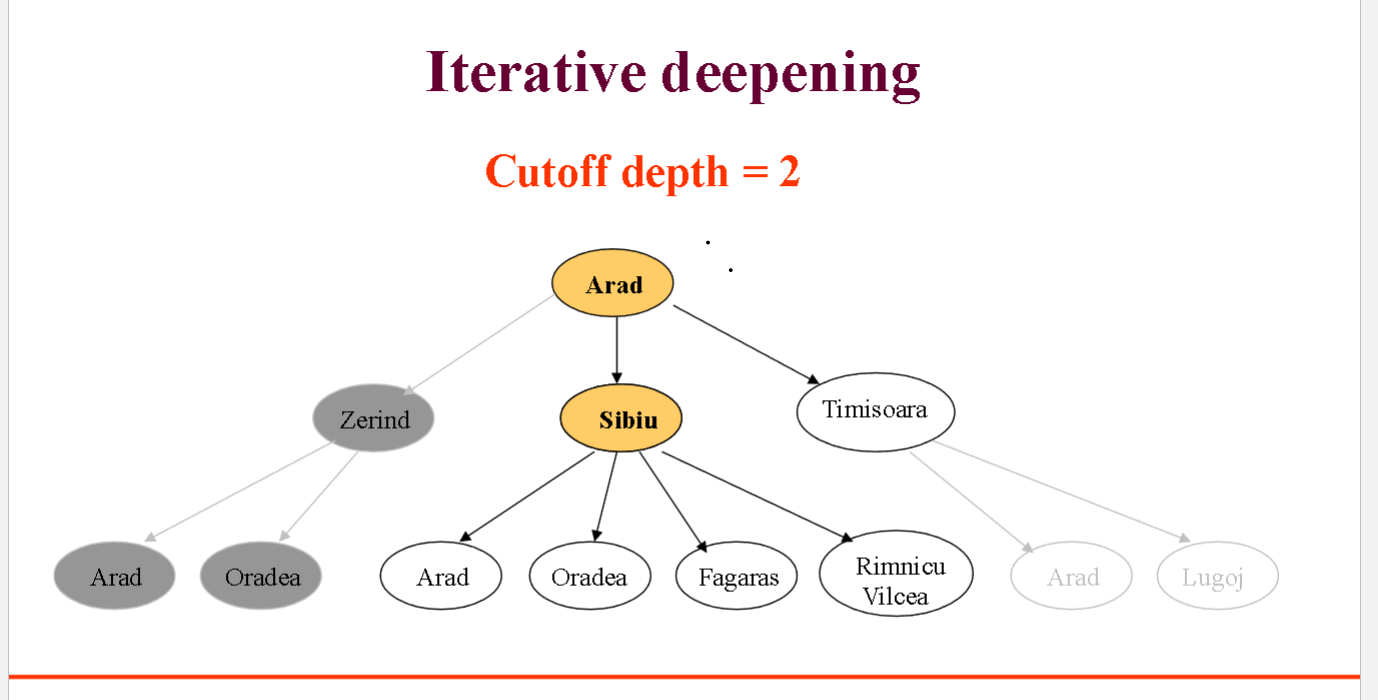 Iterative deepening
Cutoff depth = 2
Arad
Zerind
Sibiu
Timisoara
Arad
Oradea
Arad
Oradea
Fagaras
Rimnicu
Vilcea
Arad
Lugoj